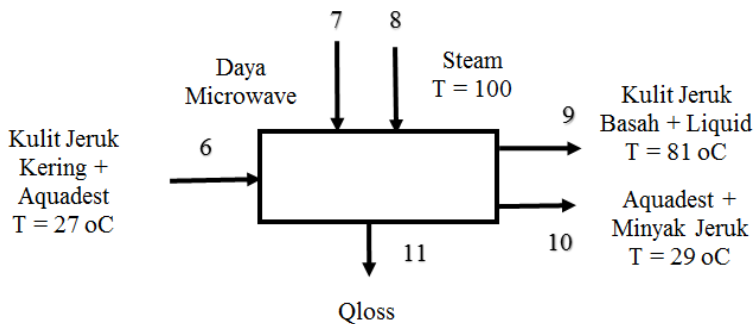 7
8
Daya
Microwave
Steam
T = 100
Kulit Jeruk
Kering +
Aquadest
T = 27 oC
6
9
Kulit Jeruk
Basah + Liquid
T = 81 oC
10
Aquadest +
Minyak Jeruk
T = 29 oC
11
Qloss